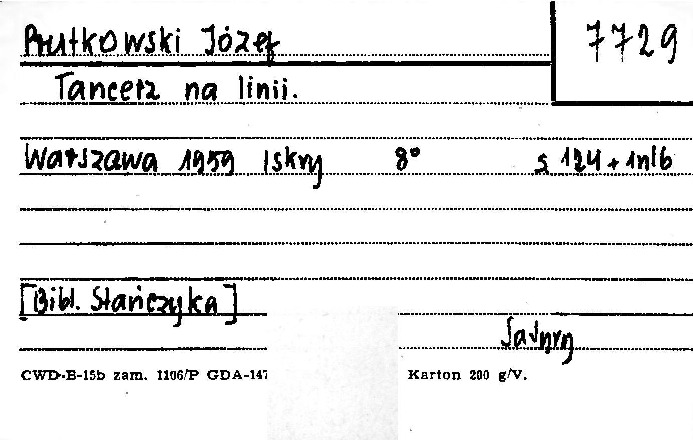 Prutkowski Józef
7729
Tancerz na linii.
Warszawa 1959 Iskry 8° s 124 + 1nlb
[Bibl. Stańczyka]
Satyry
CWD-E-15b zam. 1106/P GDA-147 Karton 200 g/V.